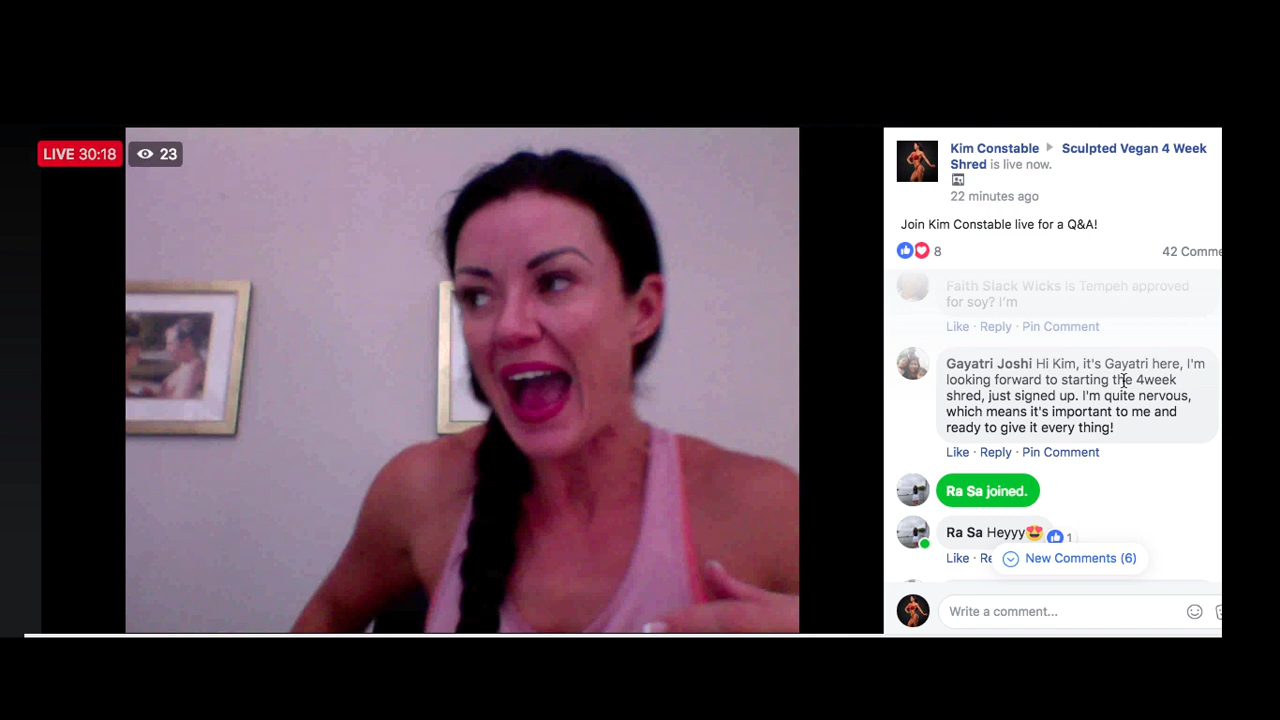 LIVE 30:18
23
Kim Constable ▶ Sculpted Vegan 4 Week
Shred is live now.
22 minutes ago
Join Kim Constable live for a Q&A!
8
42 Comme
Faith Slack Wicks Is Tempeh approved
for soy? I'm
Like · Reply · Pin Comment
Gayatri Joshi Hi Kim, it's Gayatri here, I'm
looking forward to starting the 4week
shred, just signed up. I'm quite nervous,
which means it's important to me and
ready to give it every thing!
Like · Reply · Pin Comment
Ra Sa joined.
Ra Sa Heyyy😍
1
Like · Re
New Comments (6)
Write a comment...